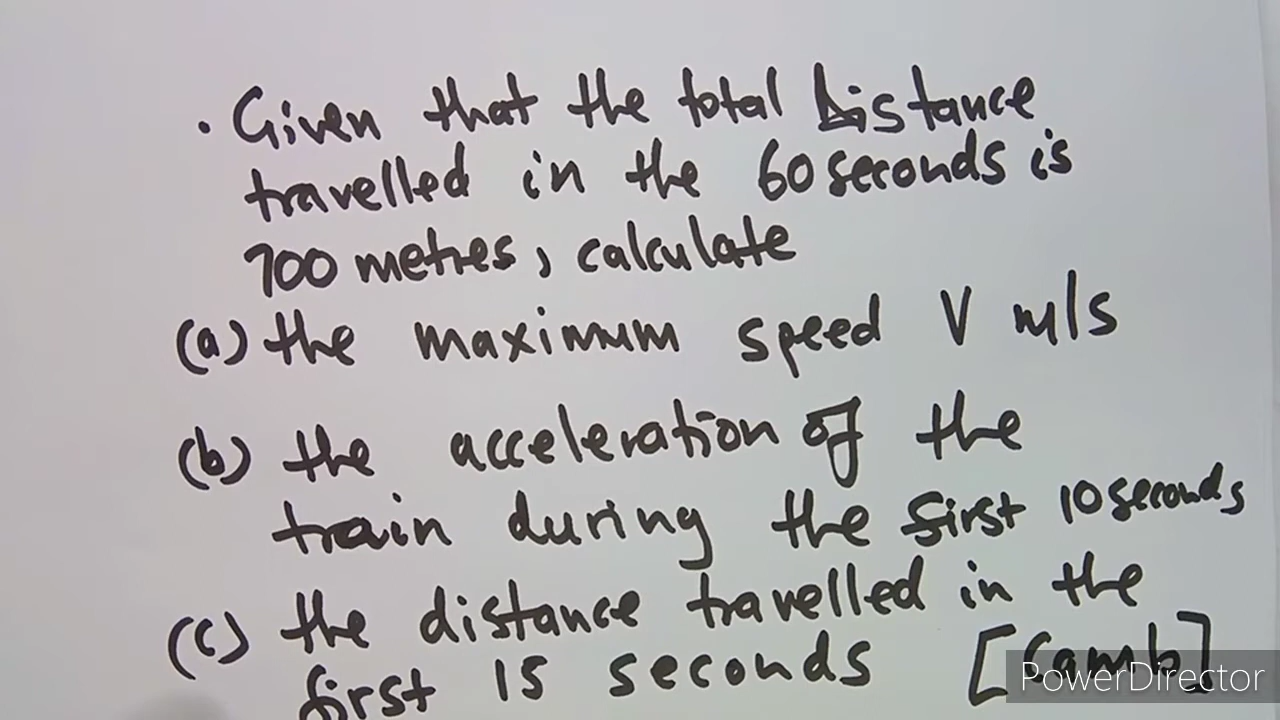 . Given that the total Distance
travelled in the 60 seconds is
700 metres, calculate
(a) the maximum speed V m/s
(b) the acceleration of the
train during the first 10 seconds
(c) the distance travelled in the
first 15 seconds [Camb]
PowerDirector